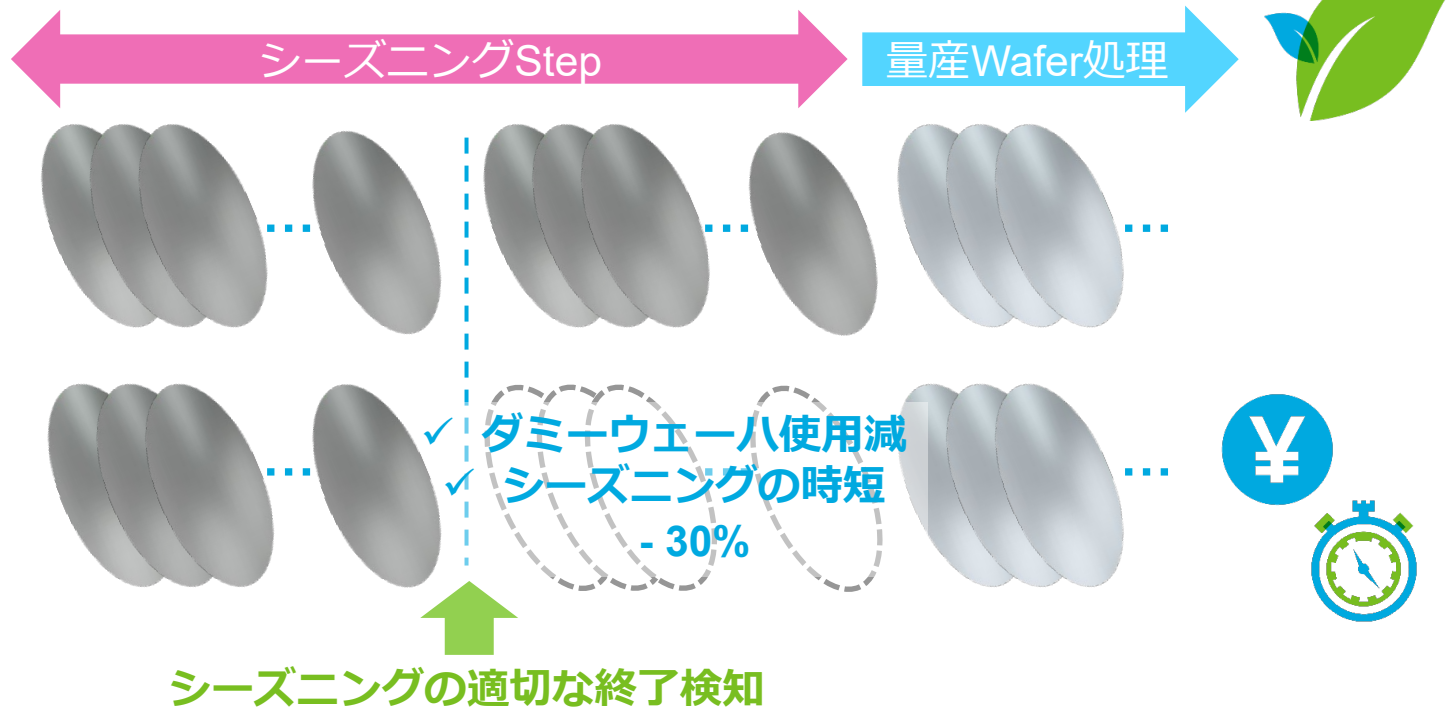 シーズニングStep
量産Wafer処理
✓ ダミーウェーハ使用減
✓ シーズニングの時短
- 30%
¥
シーズニングの適切な終了検知